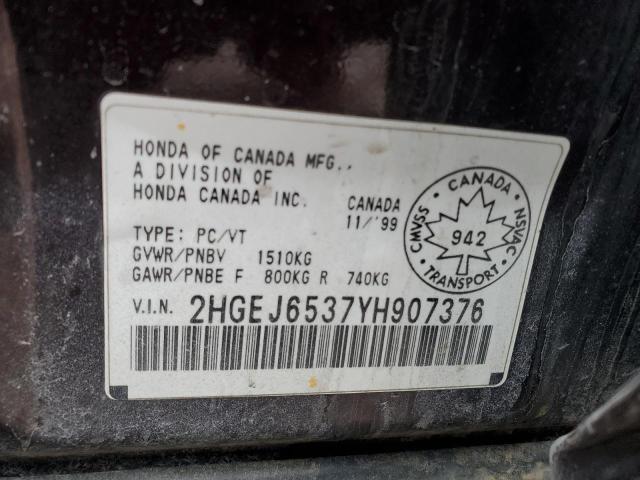 HONDA OF CANADA MFG.,
A DIVISION OF
HONDA CANADA INC.
CANADA
11/'99
TYPE: PC/VT
GVWR/PNBV 1510KG
GAWR/PNBE F 800KG R 740KG
V.I.N. 2HGEJ6537YH907376
CANADA
CMVSS
942
NSVAC
TRANSPORT